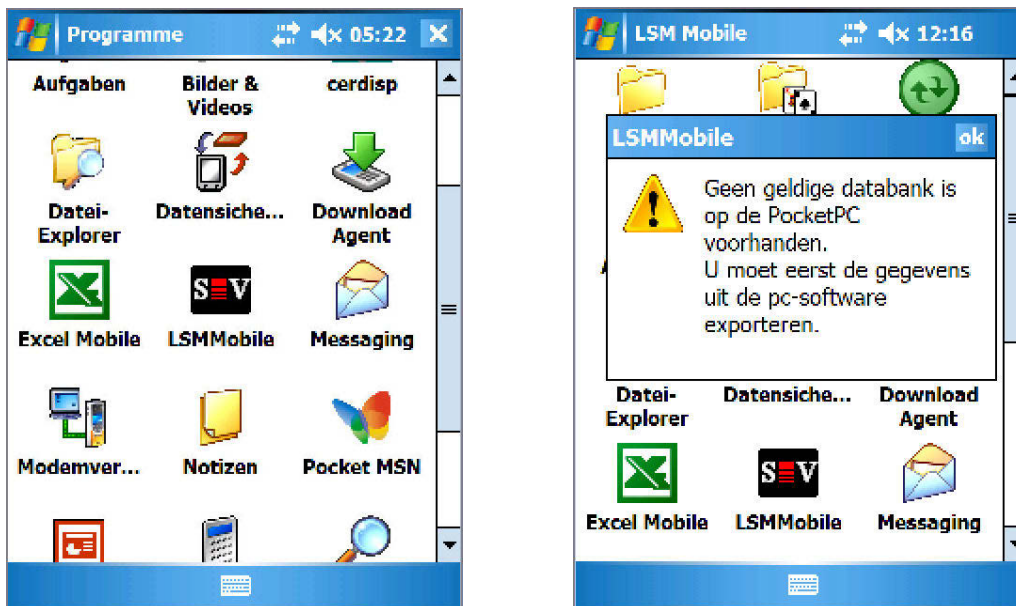 Programme
05:22
Aufgaben
Bilder &
Videos
cerdisp
Datei-
Explorer
Datensiche...
Download
Agent
Excel Mobile
S V
LSMMobile
Messaging
Modemver...
Notizen
Pocket MSN
LSM Mobile
12:16
LSMMobile
ok
Geen geldige databank is
op de PocketPC
voorhanden.
U moet eerst de gegevens
uit de pc-software
exporteren.
Datei-
Explorer
Datensiche...
Download
Agent
Excel Mobile
S V
LSMMobile
Messaging